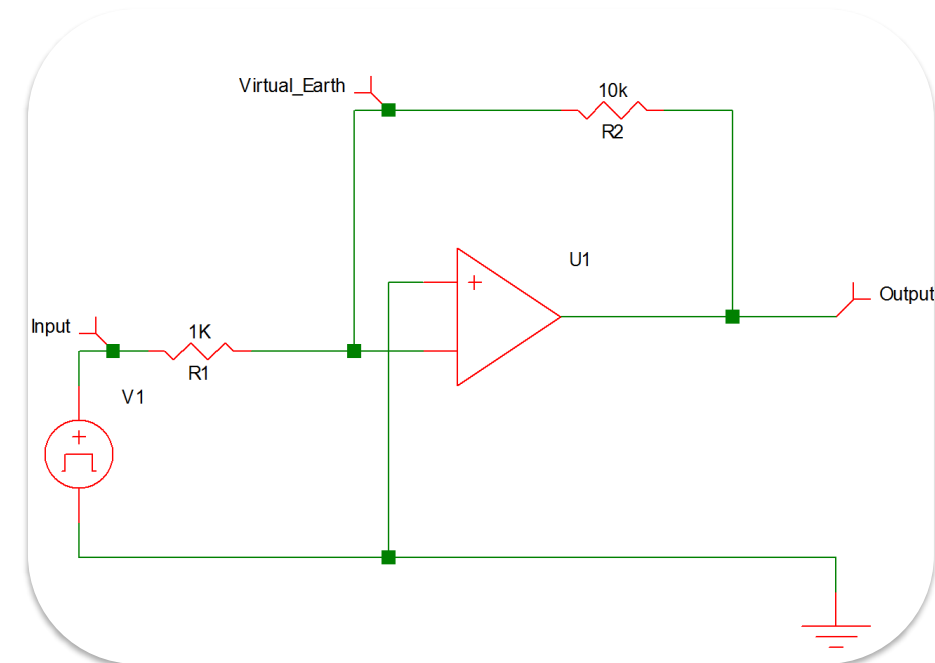 Virtual_Earth
10k
R2
U1
+
Output
Input
1K
R1
V1
+